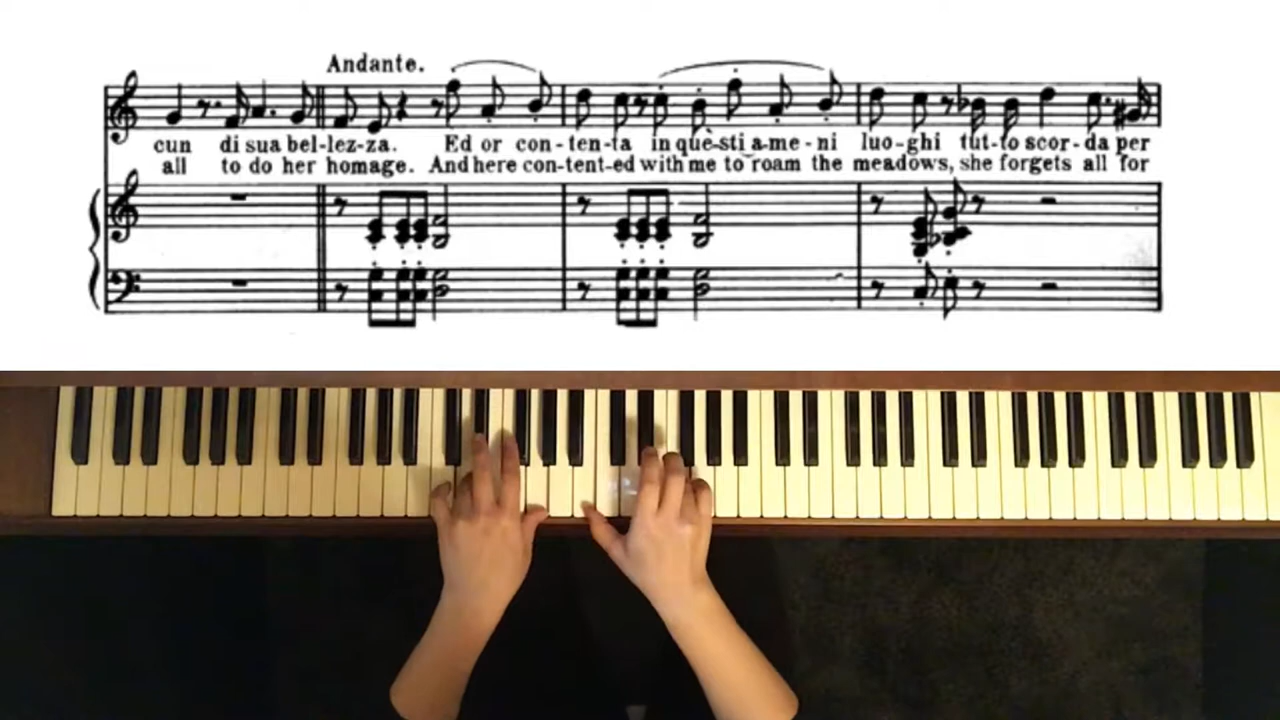 Andante.
cun di sua bel-lez-za. Ed or con-ten-ta in que-sti a-me-ni luo-ghi tut-to scor-da per
all to do her homage. And here con-tent-ed with me to roam the meadows, she forgets all for